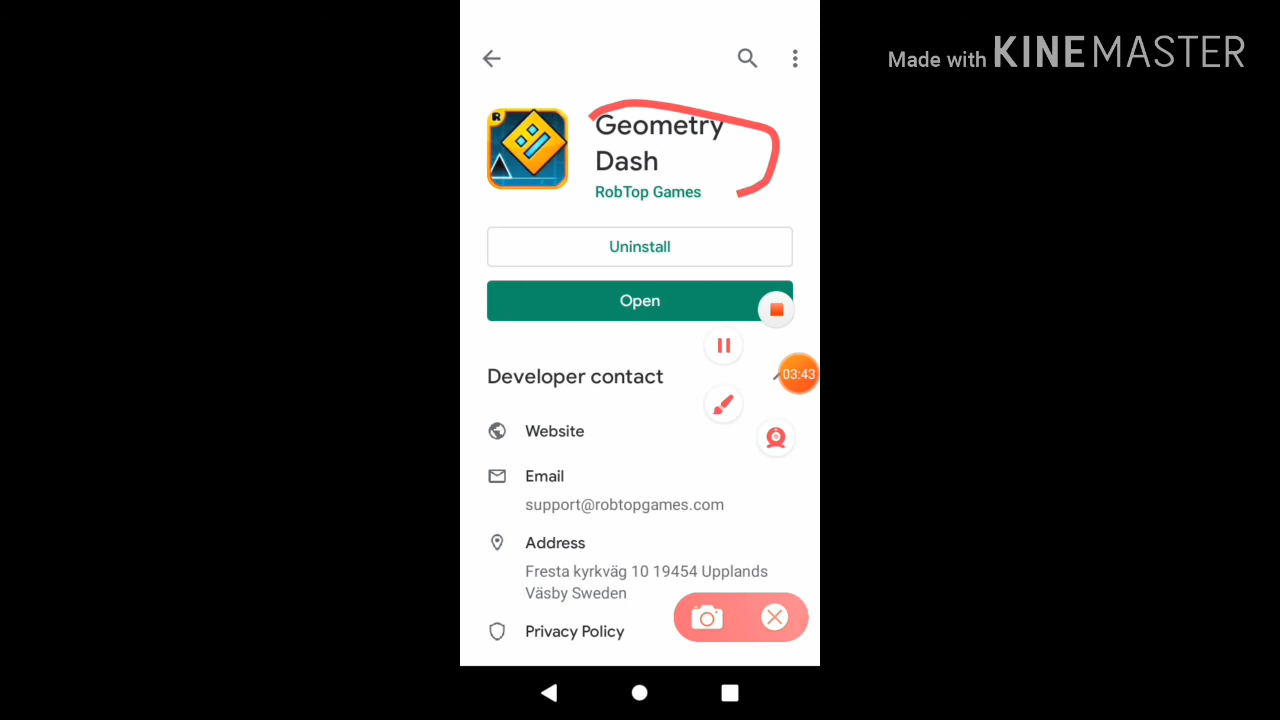 Made with KINEMASTER
R
Geometry
Dash
RobTop Games
Uninstall
Open
03:43
Developer contact
Website
Email
support@robtopgames.com
Address
Fresta kyrkväg 10 19454 Upplands
Väsby Sweden
Privacy Policy